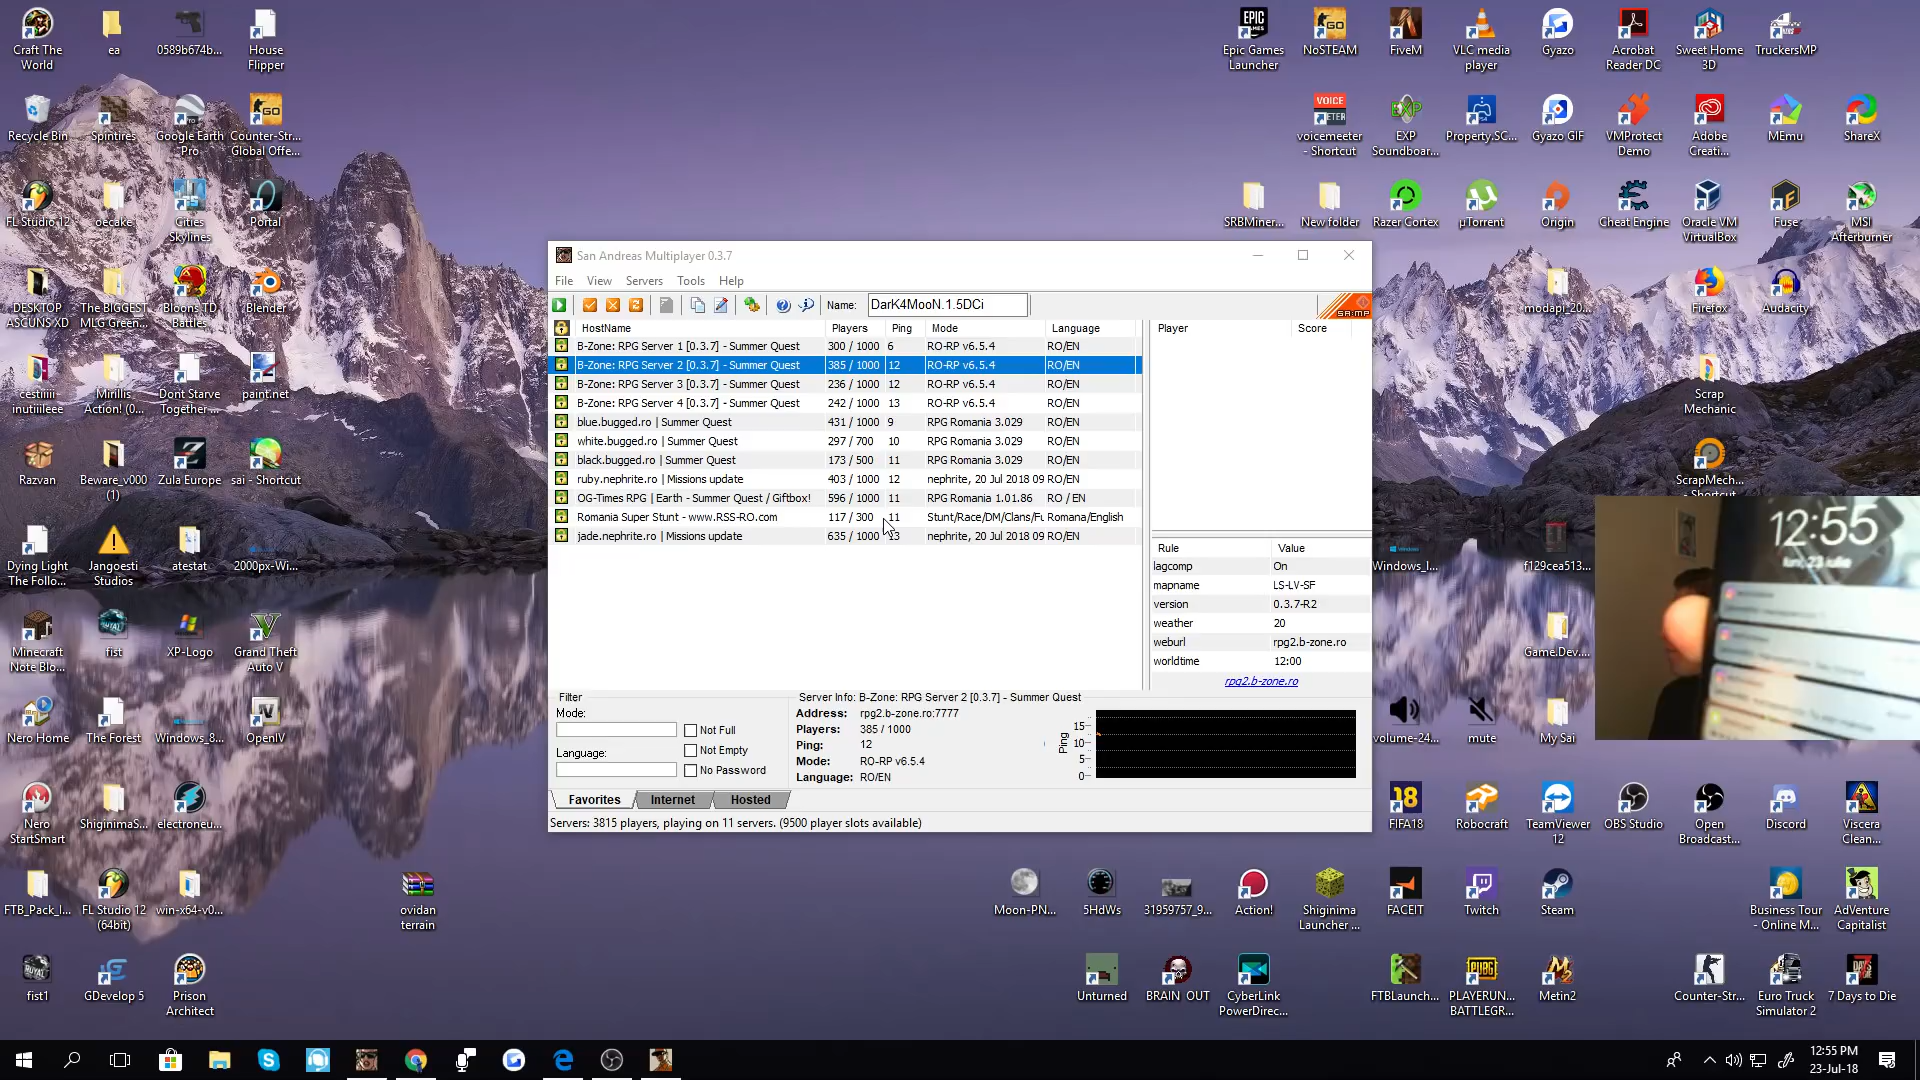 Craft The World
ea
0589b674b...
House Flipper
Epic Games Launcher
NoSTEAM
FiveM
VLC media player
Gyazo
Acrobat Reader DC
Sweet Home 3D
TruckersMP
Recycle Bin
Spintires
Google Earth Pro
Counter-Str... Global Offe...
voicemeeter - Shortcut
EXP Soundboar...
Property.SC...
Gyazo GIF
VMProtect Demo
Adobe Creati...
MEmu
ShareX
FL Studio 12
oecake
Cities Skylines
Portal
SRBMiner...
New folder
Razer Cortex
µTorrent
Origin
Cheat Engine
Oracle VM VirtualBox
Fuse
MSI Afterburner
DESKTOP ASCUNS XD
The BIGGEST MLG Green...
Bloons TD Battles
Blender
modapi_20...
Firefox
Audacity
cestiiiii inutiiiileee
Mirillis Action! (0...
Dont Starve Together
paint.net
Scrap Mechanic
Razvan
Beware_v000 (1)
Zula Europe
sai - Shortcut
ScrapMech... - Shortcut
Dying Light The Follo...
Jangoesti Studios
atestat
2000px-Wi...
Windows_l...
f129cea513...
Minecraft Note Blo...
fist
XP-Logo
Grand Theft Auto V
Game.Dev....
Nero Home
The Forest
Windows_8...
OpenIV
volume-24...
mute
My Sai
Nero StartSmart
ShiginimaS...
electroneu...
FIFA18
Robocraft
TeamViewer 12
OBS Studio
Open Broadcast...
Discord
Viscera Clean...
FTB_Pack_I...
FL Studio 12 (64bit)
win-x64-v0...
ovidan terrain
Moon-PN...
5HdWs
31959757_9...
Action!
Shiginima Launcher ...
FACEIT
Twitch
Steam
Business Tour - Online M...
AdVenture Capitalist
fist1
GDevelop 5
Prison Architect
Unturned
BRAIN OUT
CyberLink PowerDirec...
FTBLaunch...
PLAYERUN... BATTLEGR...
Metin2
Counter-Str...
Euro Truck Simulator 2
7 Days to Die
San Andreas Multiplayer 0.3.7
File View Servers Tools Help
Name: DarK4MooN.1.5DCi
SA:MP
HostName Players Ping Mode Language
B-Zone: RPG Server 1 [0.3.7] - Summer Quest 300 / 1000 6 RO-RP v6.5.4 RO/EN
B-Zone: RPG Server 2 [0.3.7] - Summer Quest 385 / 1000 12 RO-RP v6.5.4 RO/EN
B-Zone: RPG Server 3 [0.3.7] - Summer Quest 236 / 1000 12 RO-RP v6.5.4 RO/EN
B-Zone: RPG Server 4 [0.3.7] - Summer Quest 242 / 1000 13 RO-RP v6.5.4 RO/EN
blue.bugged.ro | Summer Quest 431 / 1000 9 RPG Romania 3.029 RO/EN
white.bugged.ro | Summer Quest 297 / 700 10 RPG Romania 3.029 RO/EN
black.bugged.ro | Summer Quest 173 / 500 11 RPG Romania 3.029 RO/EN
ruby.nephrite.ro | Missions update 403 / 1000 12 nephrite, 20 Jul 2018 09 RO/EN
OG-Times RPG | Earth - Summer Quest / Giftbox! 596 / 1000 11 RPG Romania 1.01.86 RO / EN
Romania Super Stunt - www.RSS-RO.com 117 / 300 11 Stunt/Race/DM/Clans/Fu Romana/English
jade.nephrite.ro | Missions update 635 / 1000 13 nephrite, 20 Jul 2018 09 RO/EN
Player Score
Rule Value
lagcomp On
mapname LS-LV-SF
version 0.3.7-R2
weather 20
weburl rpg2.b-zone.ro
worldtime 12:00
rpg2.b-zone.ro
Filter
Mode:
Not Full
Language:
Not Empty
No Password
Server Info: B-Zone: RPG Server 2 [0.3.7] - Summer Quest
Address: rpg2.b-zone.ro:7777
Players: 385 / 1000
Ping: 12
Mode: RO-RP v6.5.4
Language: RO/EN
Ping
15
10
5
0
Favorites Internet Hosted
Servers: 3815 players, playing on 11 servers. (9500 player slots available)
12:55
luni, 23 iulie
12:55 PM
23-Jul-18